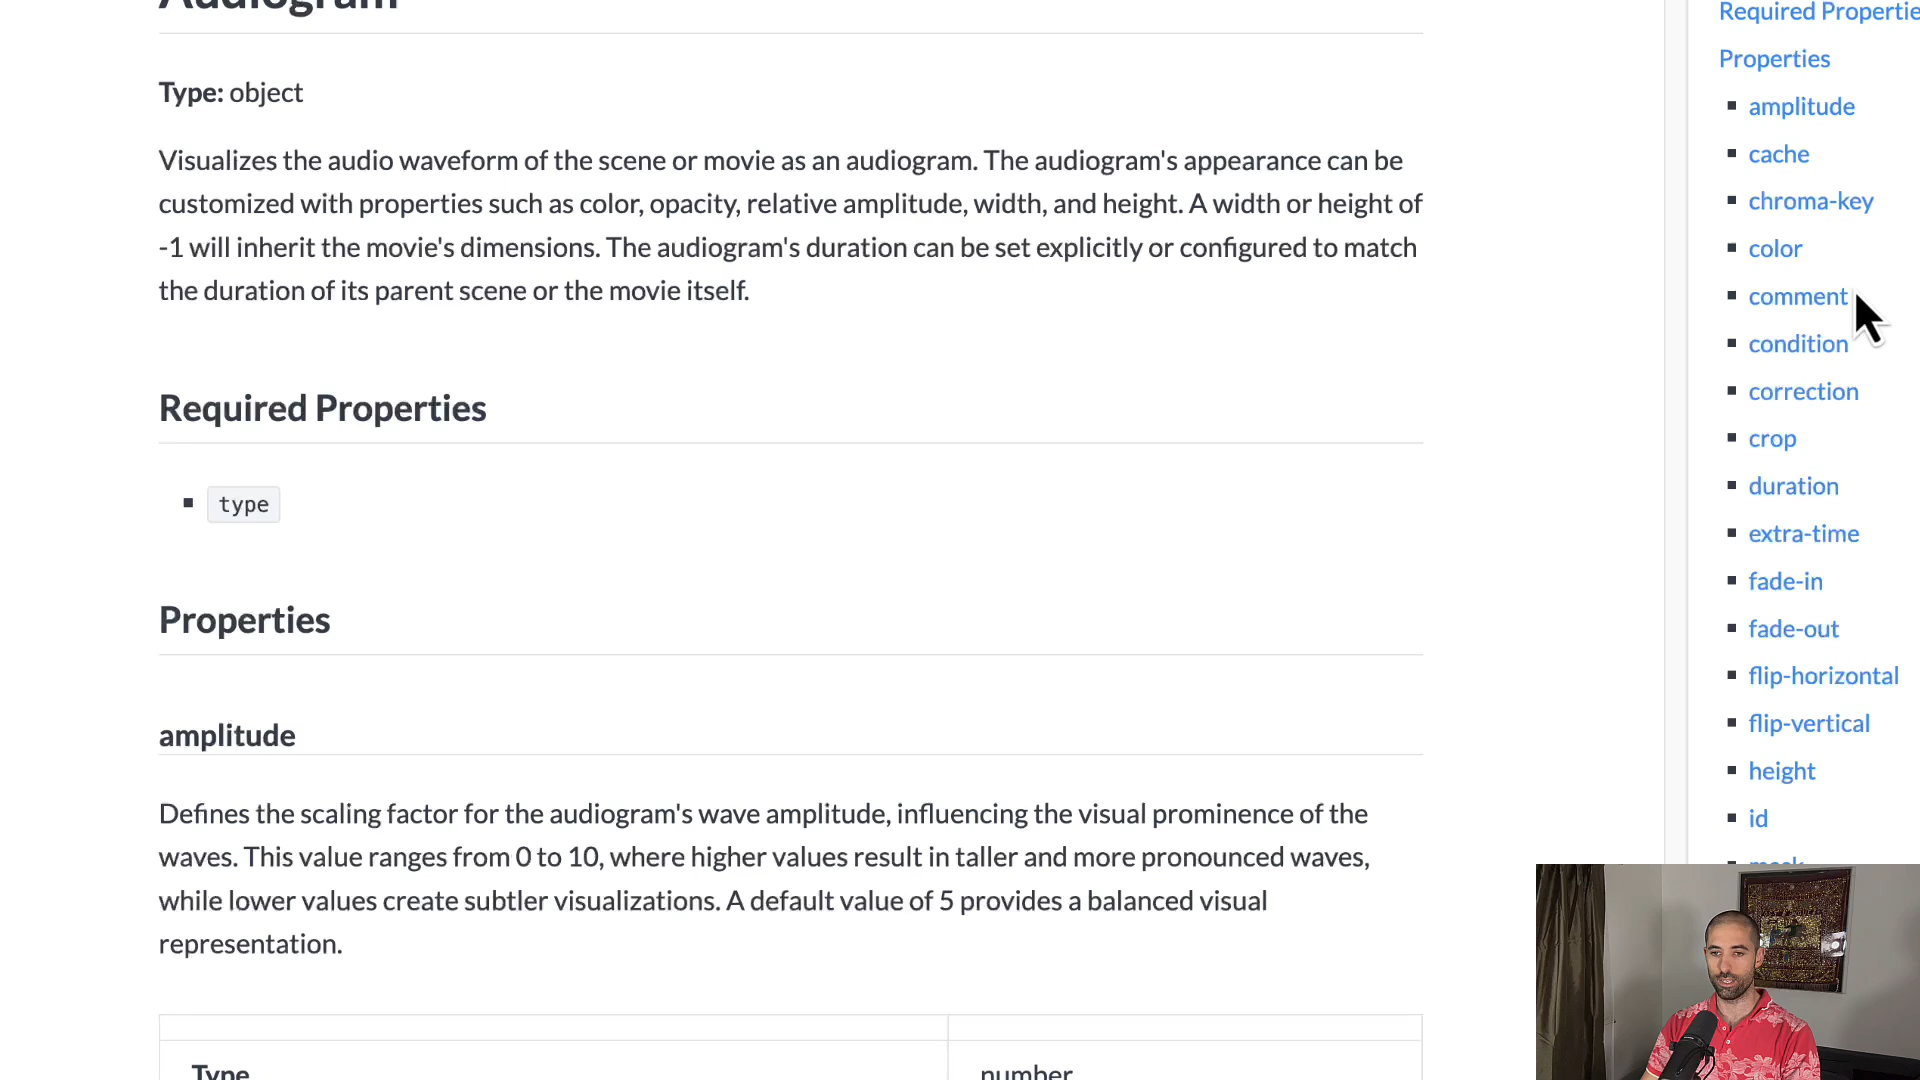 Audiogram
Type: object
Visualizes the audio waveform of the scene or movie as an audiogram. The audiogram's appearance can be
customized with properties such as color, opacity, relative amplitude, width, and height. A width or height of
-1 will inherit the movie's dimensions. The audiogram's duration can be set explicitly or configured to match
the duration of its parent scene or the movie itself.
Required Properties
type
Properties
amplitude
Defines the scaling factor for the audiogram's wave amplitude, influencing the visual prominence of the
waves. This value ranges from 0 to 10, where higher values result in taller and more pronounced waves,
while lower values create subtler visualizations. A default value of 5 provides a balanced visual
representation.
Type number
Required Propertie
Properties
amplitude
cache
chroma-key
color
comment
condition
correction
crop
duration
extra-time
fade-in
fade-out
flip-horizontal
flip-vertical
height
id
mask